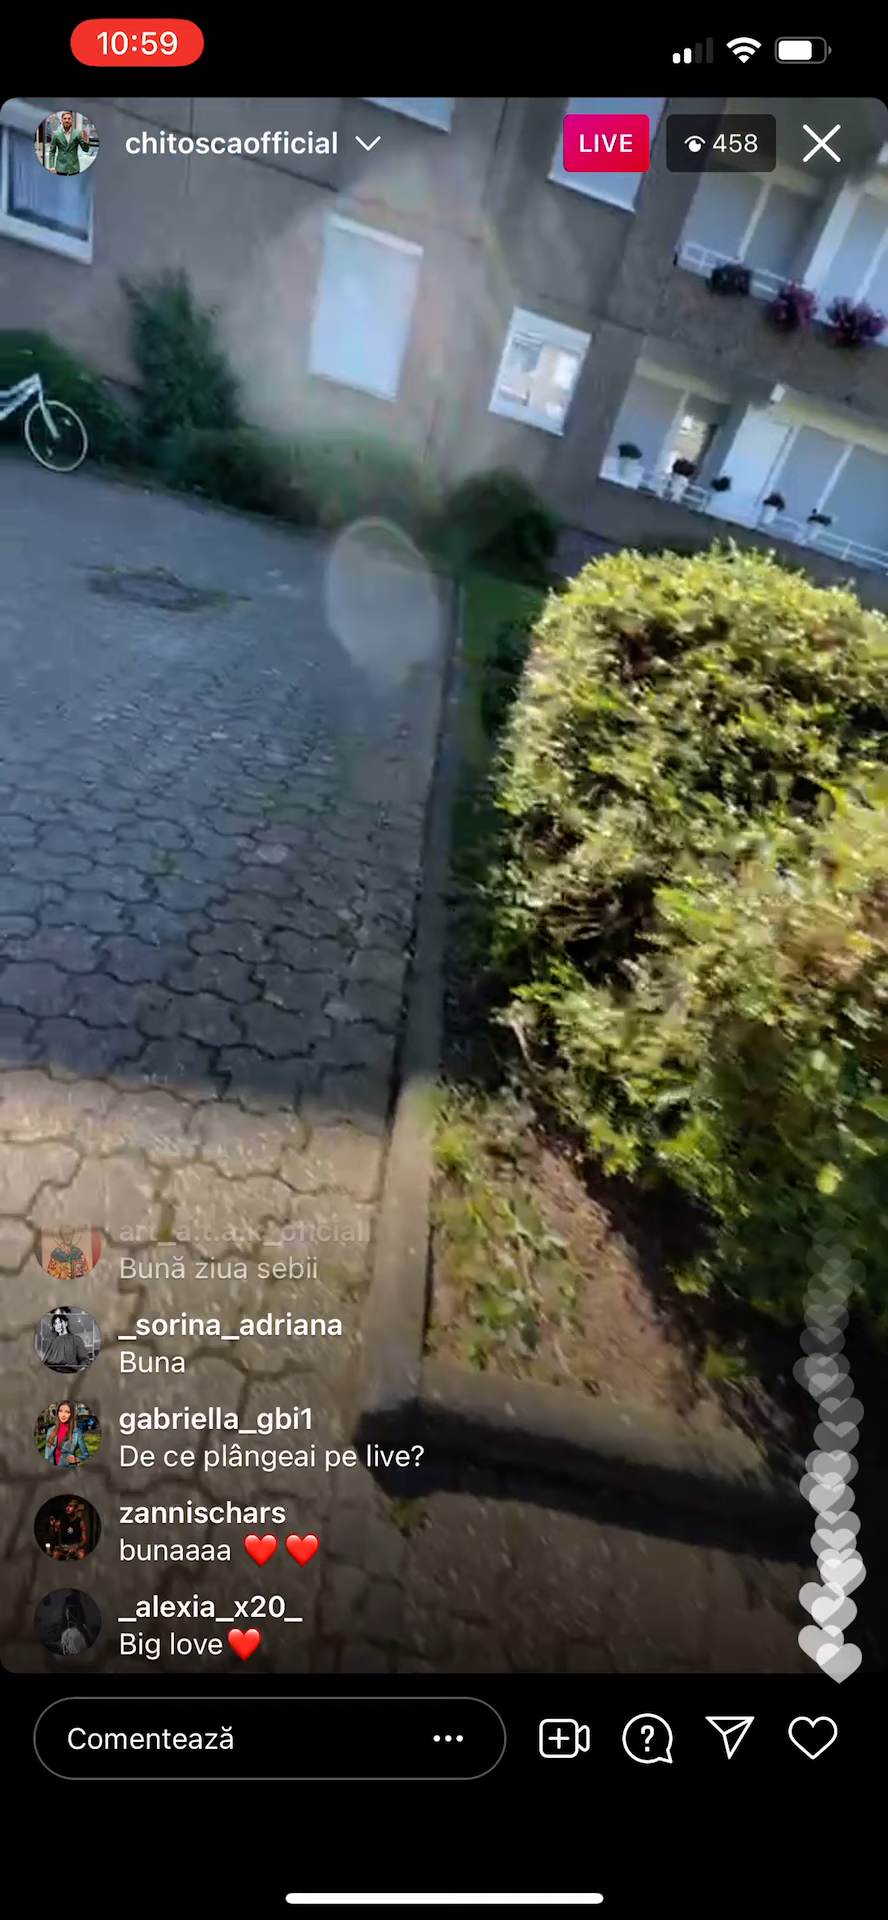 10:59
chitoscaofficial
LIVE
458
Bună ziua sebii
_sorina_adriana
Buna
gabriella_gbi1
De ce plângeai pe live?
zannischars
bunaaaa ❤️❤️
_alexia_x20_
Big love❤️
Comentează